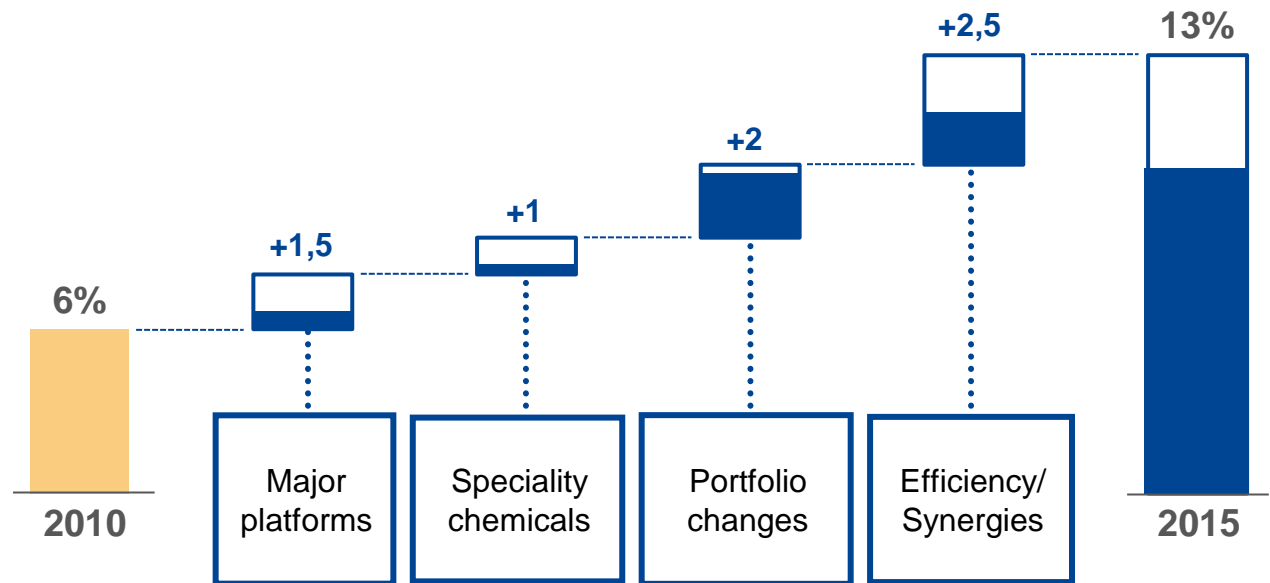 +2,5
13%
+2
+1
+1,5
6%
Major
platforms
Speciality
chemicals
Portfolio
changes
Efficiency/
Synergies
2010
2015